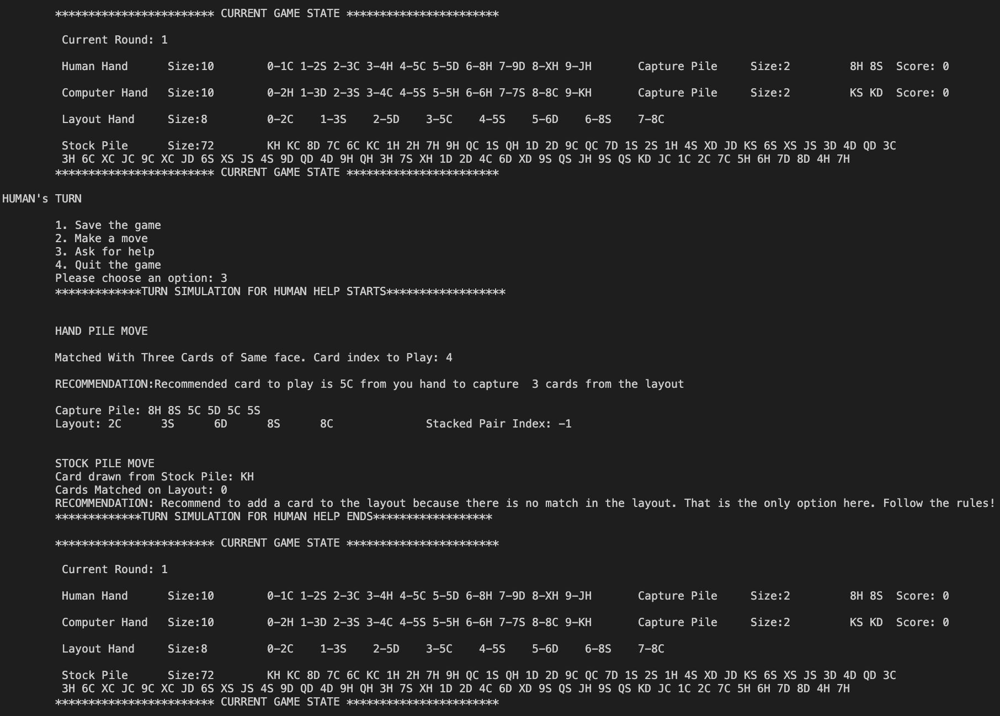 ************************ CURRENT GAME STATE ***********************
Current Round: 1
Human Hand Size:10 0-1C 1-2S 2-3C 3-4H 4-5C 5-5D 6-8H 7-9D 8-XH 9-JH Capture Pile Size:2 8H 8S Score: 0
Computer Hand Size:10 0-2H 1-3D 2-3S 3-4C 4-5S 5-5H 6-6H 7-7S 8-8C 9-KH Capture Pile Size:2 KS KD Score: 0
Layout Hand Size:8 0-2C 1-3S 2-5D 3-5C 4-5S 5-6D 6-8S 7-8C
Stock Pile Size:72 KH KC 8D 7C 6C KC 1H 2H 7H 9H QC 1S QH 1D 2D 9C QC 7D 1S 2S 1H 4S XD JD KS 6S XS JS 3D 4D QD 3C
3H 6C XC JC 9C XC JD 6S XS JS 4S 9D QD 4D 9H QH 3H 7S XH 1D 2D 4C 6D XD 9S QS JH 9S QS KD JC 1C 2C 7C 5H 6H 7D 8D 4H 7H
************************ CURRENT GAME STATE ***********************
HUMAN's TURN
1. Save the game
2. Make a move
3. Ask for help
4. Quit the game
Please choose an option: 3
*************TURN SIMULATION FOR HUMAN HELP STARTS******************
HAND PILE MOVE
Matched With Three Cards of Same face. Card index to Play: 4
RECOMMENDATION:Recommended card to play is 5C from you hand to capture 3 cards from the layout
Capture Pile: 8H 8S 5C 5D 5C 5S
Layout: 2C 3S 6D 8S 8C Stacked Pair Index: -1
STOCK PILE MOVE
Card drawn from Stock Pile: KH
Cards Matched on Layout: 0
RECOMMENDATION: Recommend to add a card to the layout because there is no match in the layout. That is the only option here. Follow the rules!
*************TURN SIMULATION FOR HUMAN HELP ENDS******************
************************ CURRENT GAME STATE ***********************
Current Round: 1
Human Hand Size:10 0-1C 1-2S 2-3C 3-4H 4-5C 5-5D 6-8H 7-9D 8-XH 9-JH Capture Pile Size:2 8H 8S Score: 0
Computer Hand Size:10 0-2H 1-3D 2-3S 3-4C 4-5S 5-5H 6-6H 7-7S 8-8C 9-KH Capture Pile Size:2 KS KD Score: 0
Layout Hand Size:8 0-2C 1-3S 2-5D 3-5C 4-5S 5-6D 6-8S 7-8C
Stock Pile Size:72 KH KC 8D 7C 6C KC 1H 2H 7H 9H QC 1S QH 1D 2D 9C QC 7D 1S 2S 1H 4S XD JD KS 6S XS JS 3D 4D QD 3C
3H 6C XC JC 9C XC JD 6S XS JS 4S 9D QD 4D 9H QH 3H 7S XH 1D 2D 4C 6D XD 9S QS JH 9S QS KD JC 1C 2C 7C 5H 6H 7D 8D 4H 7H
************************ CURRENT GAME STATE ***********************